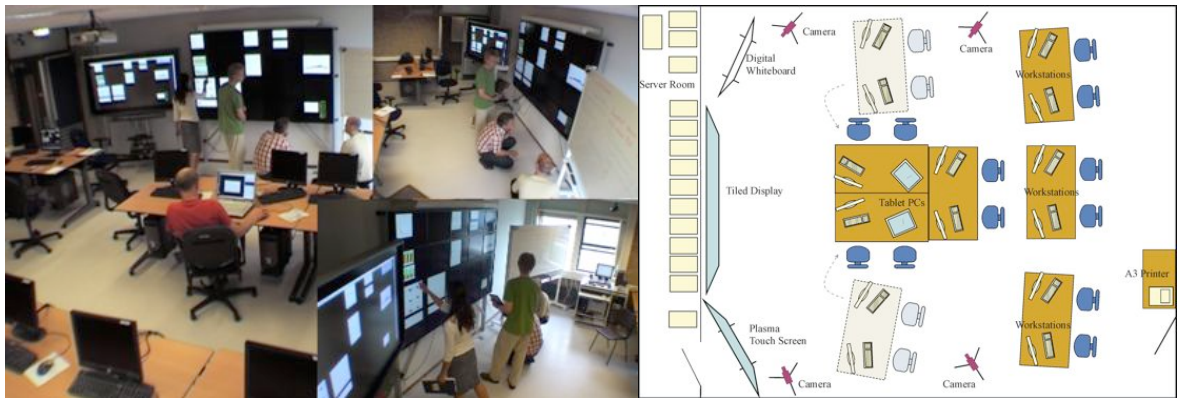 Camera
Camera
Digital
Whiteboard
Workstations
Server Room
Tiled Display
Tablet PCs
Workstations
A3 Printer
Plasma
Touch Screen
Workstations
Camera
Camera